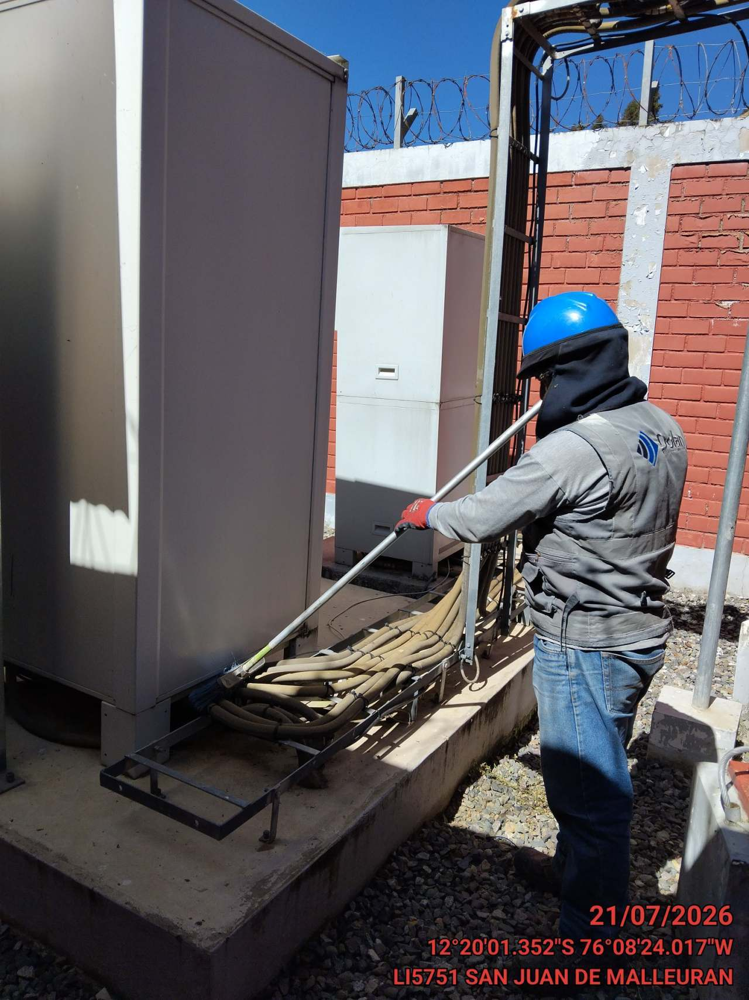 21/07/2026
12°20'01.352"S 76°08'24.017"W
LI5751 SAN JUAN DE MALLEURAN